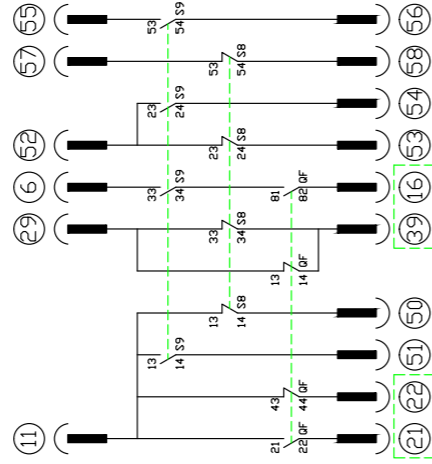 55 53 54 S9 56
57 53 54 S8 58
23 24 S9 54
52 23 24 S8 53
6 33 34 S9 81 82 QF 16
29 33 34 S8 39
13 14 QF
13 14 S8 50
13 14 S9 51
43 44 QF 22
11 21 22 QF 21